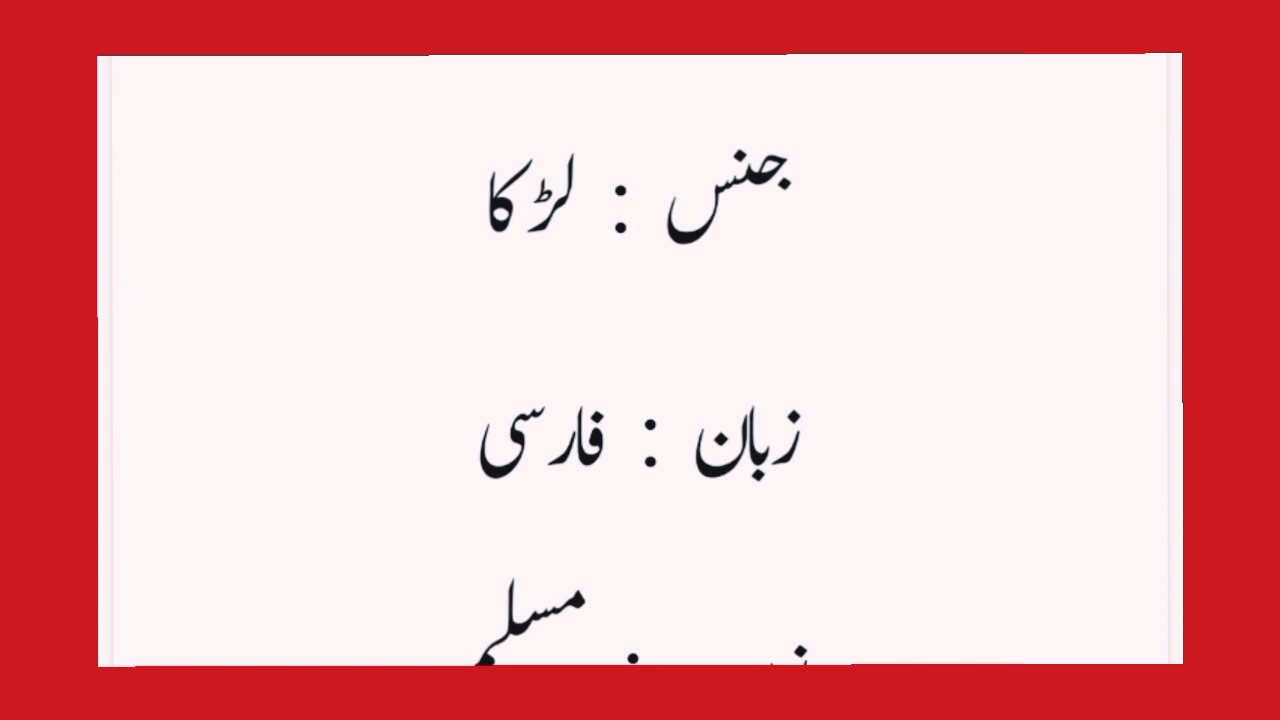 جنس : لڑکا
زبان : فارسی
: مسلم